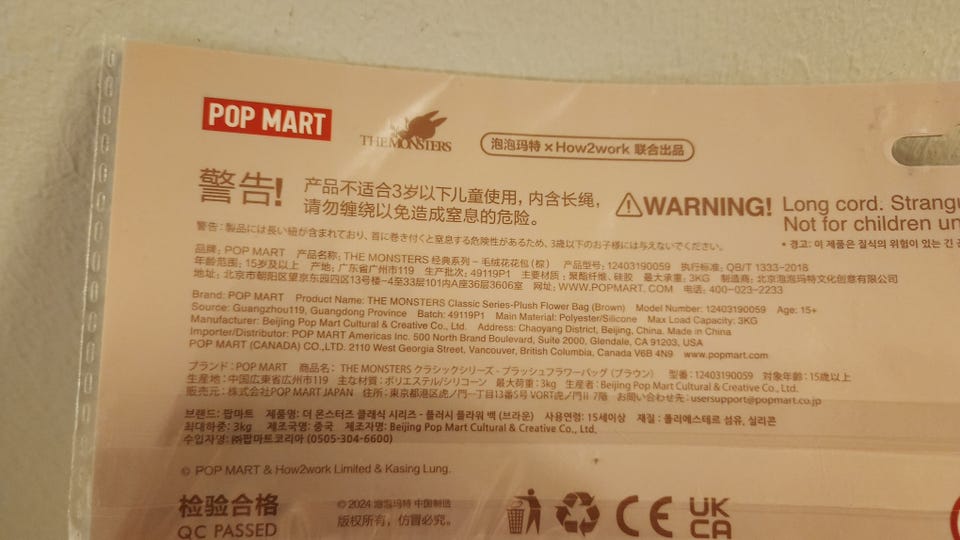 POP MART
THE MONSTERS
泡泡玛特 × How2work 联合出品
警告!
产品不适合3岁以下儿童使用，内含长绳，
请勿缠绕以免造成窒息的危险。
WARNING!
Long cord. Strangu
Not for children un
警告：製品には長い紐が含まれており、首に巻き付くと窒息する危険性があるため、3歳以下のお子様には与えないでください。
• 경고: 이 제품은 질식의 위험이 있는 긴 끈
品牌：POP MART 产品名称：THE MONSTERS 经典系列－毛绒花花包（棕） 产品型号：12403190059 执行标准：QB/T 1333-2018
年龄范围：15岁及以上 产地：广东省广州市119 生产批次：49119P1 主要材质：聚酯纤维、硅胶 最大承重：3KG 制造商：北京泡泡玛特文化创意有限公司
地址：北京市朝阳区望京东园四区13号楼-4至33层101内A座36层3606室 网址：WWW.POPMART.COM 电话：400-023-2233
Brand: POP MART Product Name: THE MONSTERS Classic Series-Plush Flower Bag (Brown) Model Number: 12403190059 Age: 15+
Source: Guangzhou119, Guangdong Province Batch: 49119P1 Main Material: Polyester/Silicone Max Load Capacity: 3KG
Manufacturer: Beijing Pop Mart Cultural & Creative Co., Ltd. Address: Chaoyang District, Beijing, China. Made in China
Importer/Distributor: POP MART Americas Inc. 500 North Brand Boulevard, Suite 2000, Glendale, CA 91203, USA
POP MART (CANADA) CO.,LTD. 2110 West Georgia Street, Vancouver, British Columbia, Canada V6B 4N9 www.popmart.com
ブランド：POP MART 商品名：THE MONSTERS クラシックシリーズ - プラッシュフラワーバッグ（ブラウン） 型番：12403190059 対象年齢：15歳以上
生産地：中国広東省広州市119 主な材質：ポリエステル/シリコーン 最大荷重：3kg 生産者：Beijing Pop Mart Cultural & Creative Co., Ltd.
販売元：株式会社POP MART JAPAN 住所：東京都港区虎ノ門一丁目13番5号 VORT虎ノ門II 7階 お問い合わせ先：usersupport@popmart.co.jp
브랜드: 팝마트 제품명: 더 몬스터즈 클래식 시리즈 - 플러시 플라워 백 (브라운) 사용연령: 15세이상 재질: 폴리에스테르 섬유, 실리콘
최대하중: 3kg 제조국명: 중국 제조자명: Beijing Pop Mart Cultural & Creative Co., Ltd.
수입자명: ㈜팝마트코리아 (0505-304-6600)
© POP MART & How2work Limited & Kasing Lung.
检验合格
QC PASSED
© 2024 泡泡玛特 中国制造
版权所有，仿冒必究。
CE
UK
CA